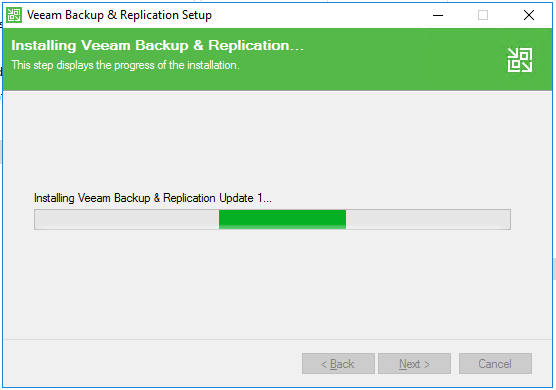 Veeam Backup & Replication Setup
Installing Veeam Backup & Replication...
This step displays the progress of the installation.
Installing Veeam Backup & Replication Update 1...
< Back
Next >
Cancel